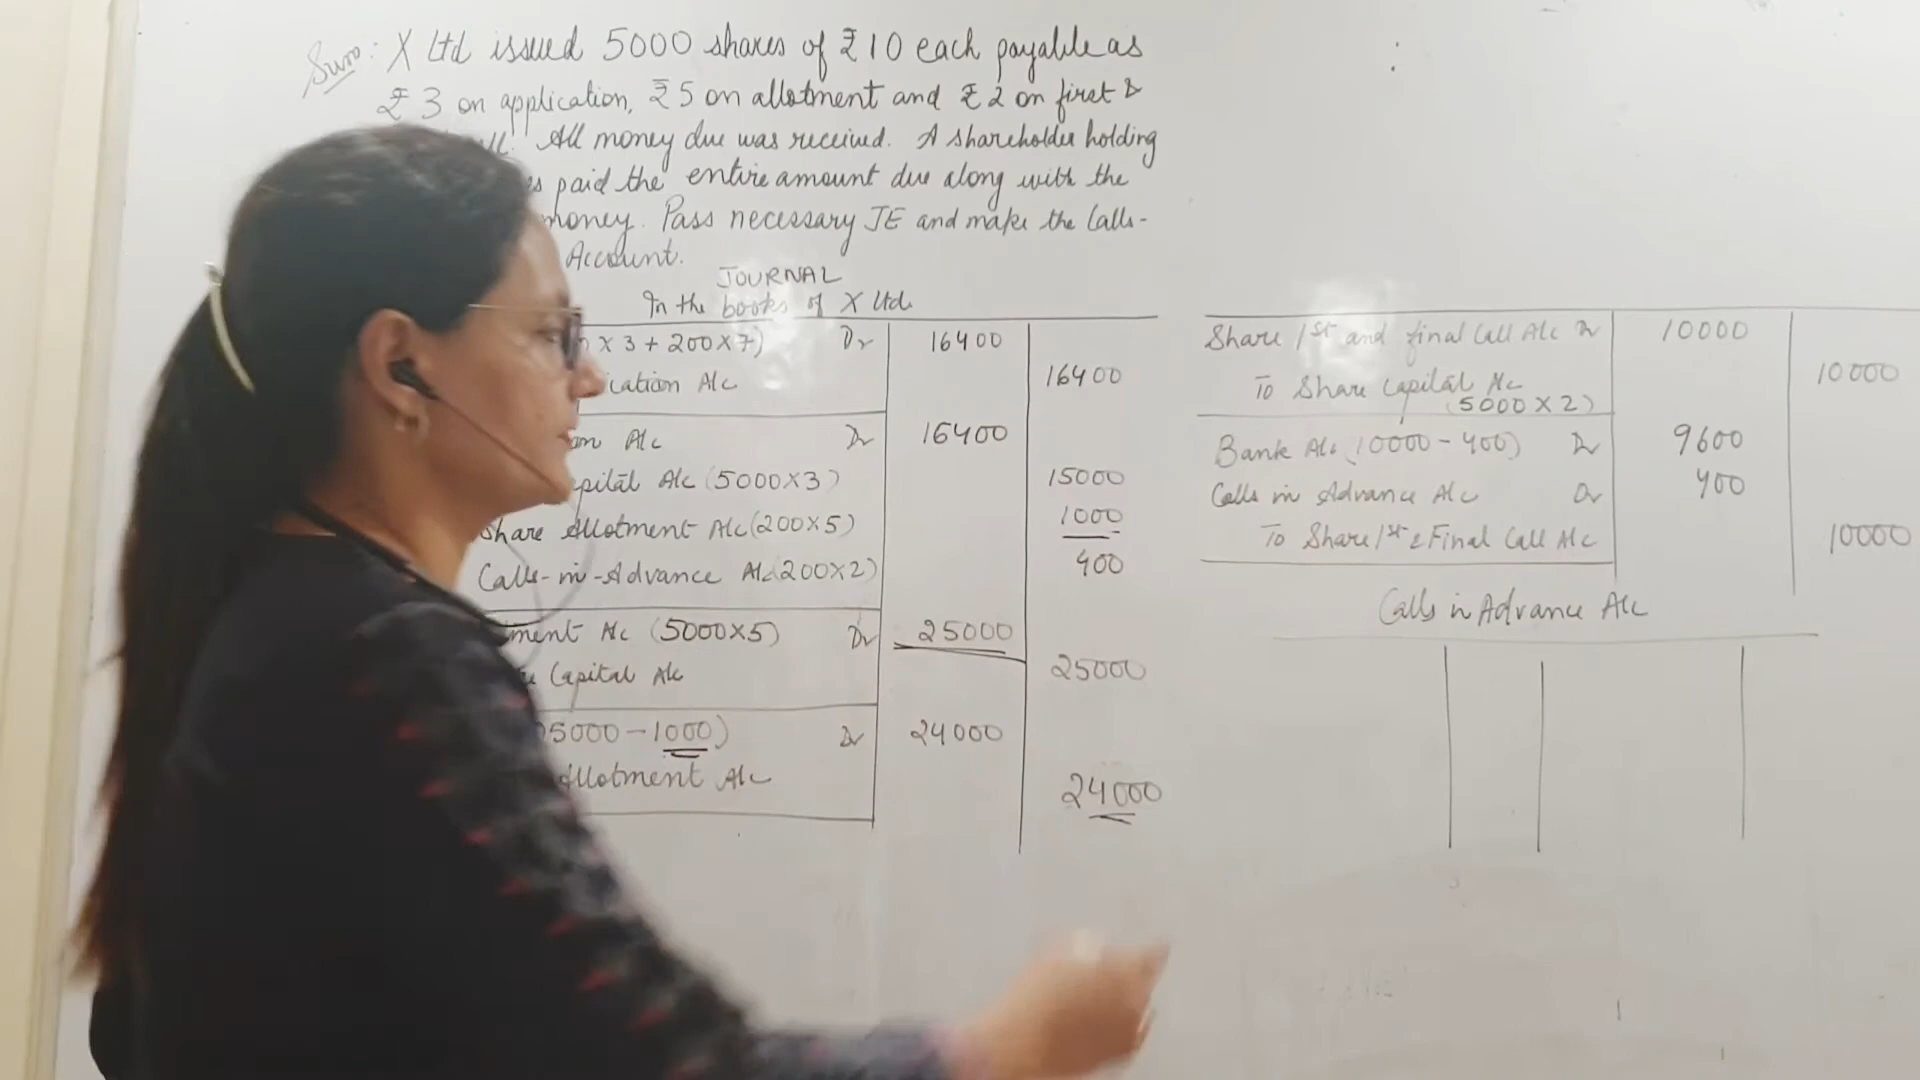 Sum: X Ltd issued 5000 shares of ₹10 each payable as
₹3 on application, ₹5 on allotment and ₹2 on first &
All money due was received. A shareholder holding
paid the entire amount due along with the
money. Pass necessary JE and make the Calls-
Account.
JOURNAL
In the books of X Ltd.
x 3 + 200 x 7) Dr 16400
ication A/c 16400
on A/c Dr 16400
pital A/c (5000x3) 15000
Share Allotment A/c (200x5) 1000
Calls-in-Advance A/c (200x2) 400
ment A/c (5000x5) Dr 25000
Capital A/c 25000
5000 - 1000) Dr 24000
Allotment A/c 24000
Share 1st and final Call A/c Dr 10000
To Share Capital A/c 10000
(5000 x 2)
Bank A/c (10000 - 400) Dr 9600
Calls in Advance A/c Dr 400
To Share 1st & Final Call A/c 10000
Calls in Advance A/c